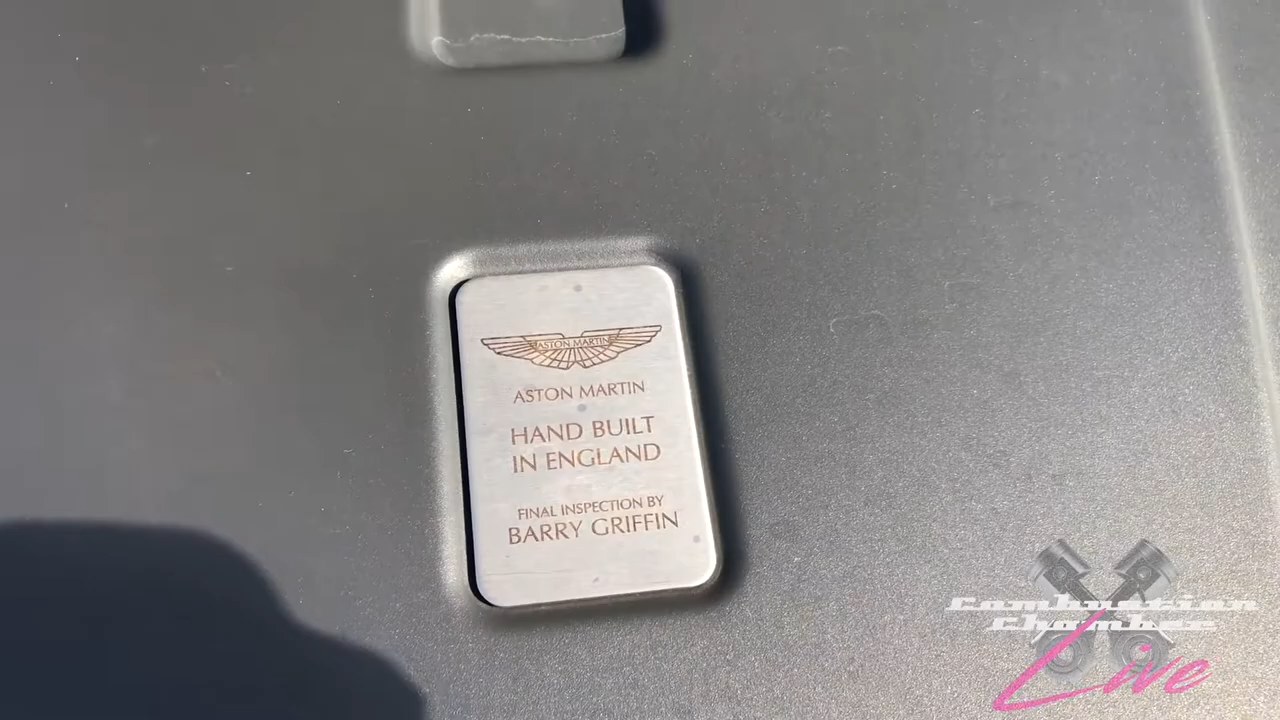 ASTON MARTIN
ASTON MARTIN
HAND BUILT
IN ENGLAND
FINAL INSPECTION BY
BARRY GRIFFIN
Combustion
Chamber
Live